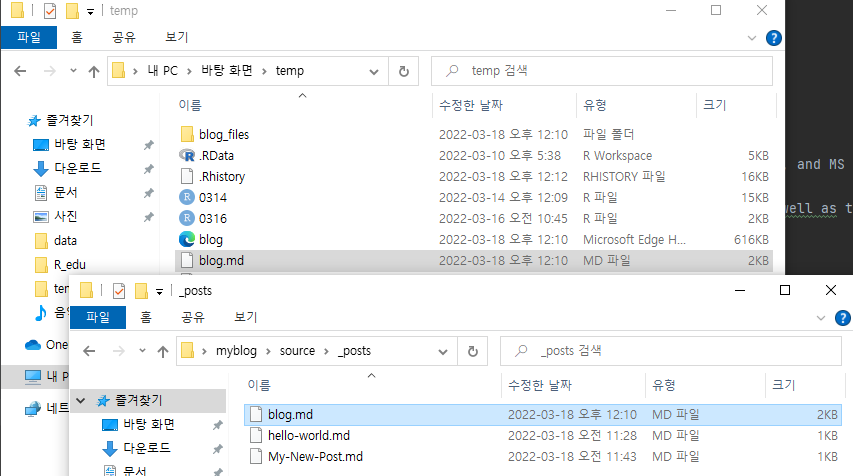 temp
파일 홈 공유 보기
내 PC 바탕 화면 temp
temp 검색
즐겨찾기
바탕 화면
다운로드
문서
사진
data
R_edu
이름 수정한 날짜 유형 크기
blog_files 2022-03-18 오후 12:10 파일 폴더
.RData 2022-03-10 오후 5:38 R Workspace 5KB
.Rhistory 2022-03-18 오후 12:12 RHISTORY 파일 16KB
0314 2022-03-14 오후 12:09 R 파일 15KB
0316 2022-03-16 오전 10:45 R 파일 2KB
blog 2022-03-18 오후 12:10 Microsoft Edge H... 616KB
blog.md 2022-03-18 오후 12:10 MD 파일 2KB
and MS
well as t
One
내 P
네트
_posts
파일 홈 공유 보기
myblog source _posts
_posts 검색
즐겨찾기
바탕 화면
다운로드
문서
이름 수정한 날짜 유형 크기
blog.md 2022-03-18 오후 12:10 MD 파일 2KB
hello-world.md 2022-03-18 오전 11:28 MD 파일 1KB
My-New-Post.md 2022-03-18 오전 11:43 MD 파일 1KB